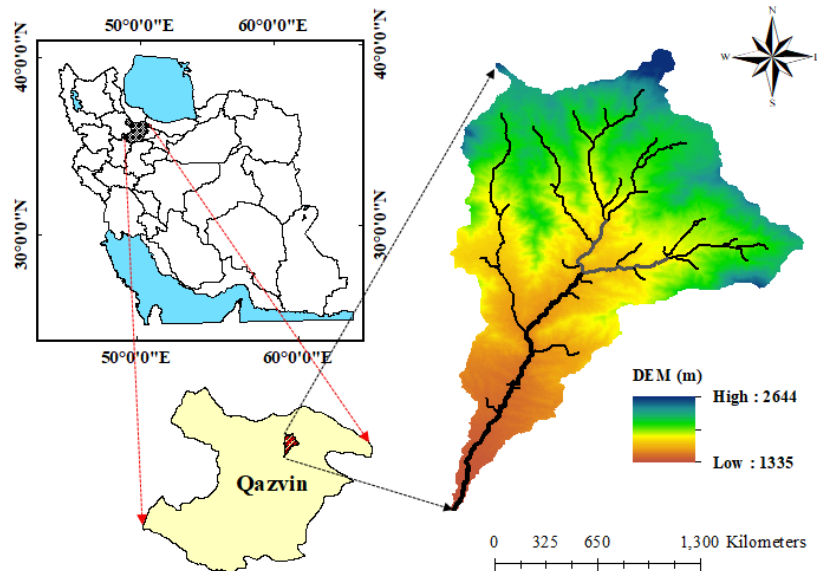 50°0'0"E
60°0'0"E
40°0'0"N
40°0'0"N
30°0'0"N
30°0'0"N
50°0'0"E
60°0'0"E
N
W
E
S
DEM (m)
High : 2644
Low : 1335
Qazvin
0 325 650 1,300 Kilometers